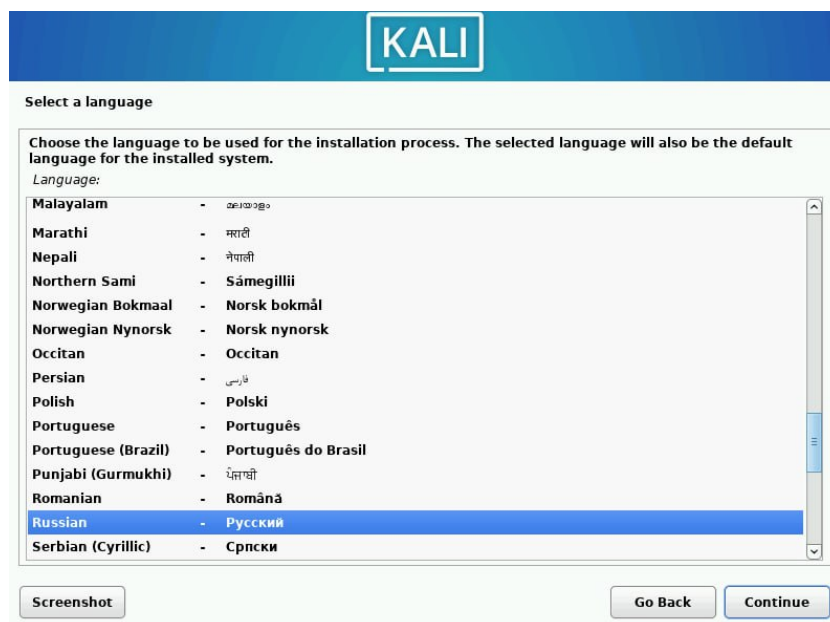 KALI
Select a language
Choose the language to be used for the installation process. The selected language will also be the default
language for the installed system.
Language:
Malayalam - മലയാളം
Marathi - मराठी
Nepali - नेपाली
Northern Sami - Sámegillii
Norwegian Bokmaal - Norsk bokmål
Norwegian Nynorsk - Norsk nynorsk
Occitan - Occitan
Persian - فارسی
Polish - Polski
Portuguese - Português
Portuguese (Brazil) - Português do Brasil
Punjabi (Gurmukhi) - ਪੰਜਾਬੀ
Romanian - Română
Russian - Русский
Serbian (Cyrillic) - Српски
Screenshot Go Back Continue